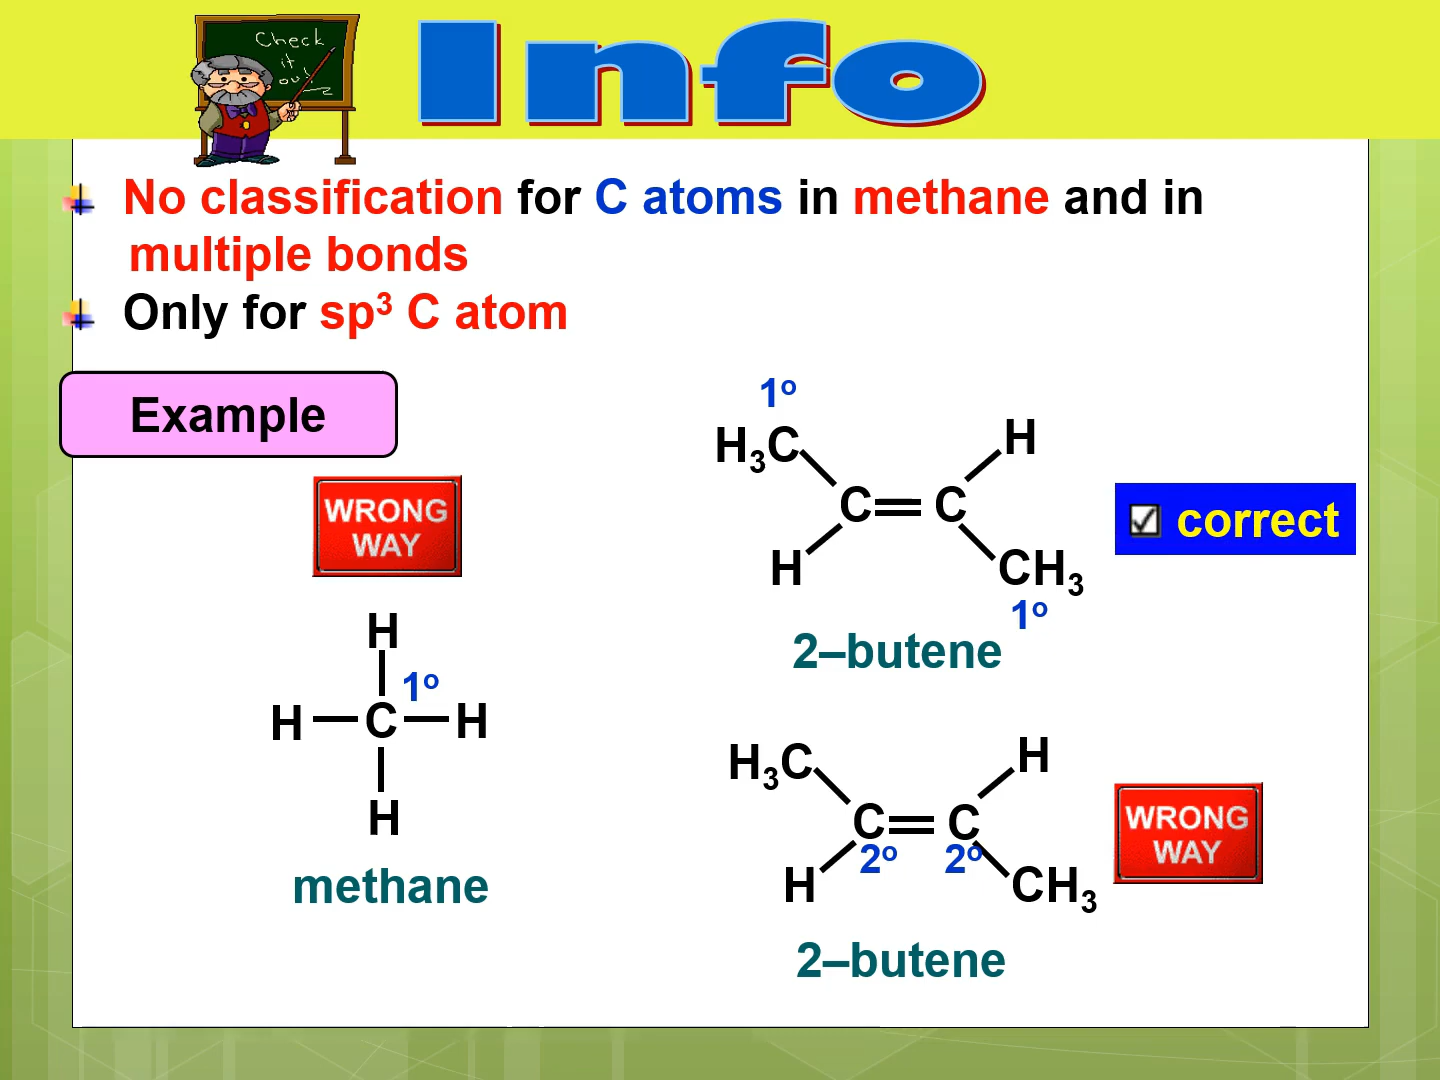 Check
it
out!
Info
No classification for C atoms in methane and in
multiple bonds
Only for sp³ C atom
Example
WRONG
WAY
H
1º
H C H
H
methane
1º
H₃C H
C C
H CH₃
1º
2–butene
correct
H₃C H
C C
2º 2º
H CH₃
2–butene
WRONG
WAY